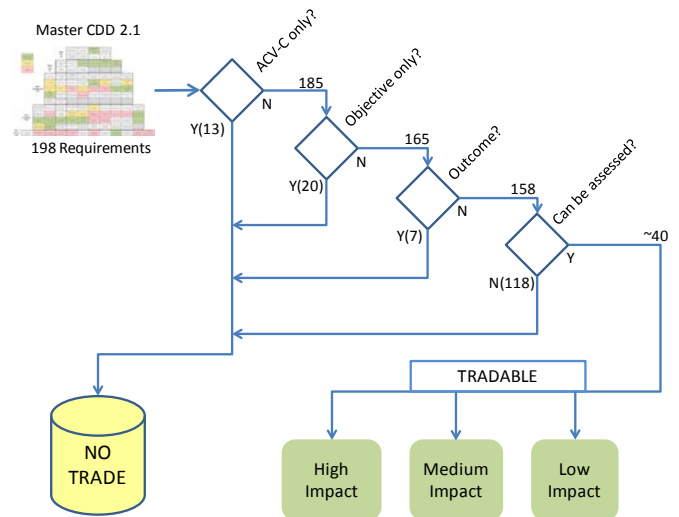 Master CDD 2.1
198 Requirements
ACV-C only?
N
Y(13)
185
Objective only?
N
Y(20)
165
Outcome?
N
Y(7)
158
Can be assessed?
Y
N(118)
~40
TRADABLE
NO
TRADE
High
Impact
Medium
Impact
Low
Impact